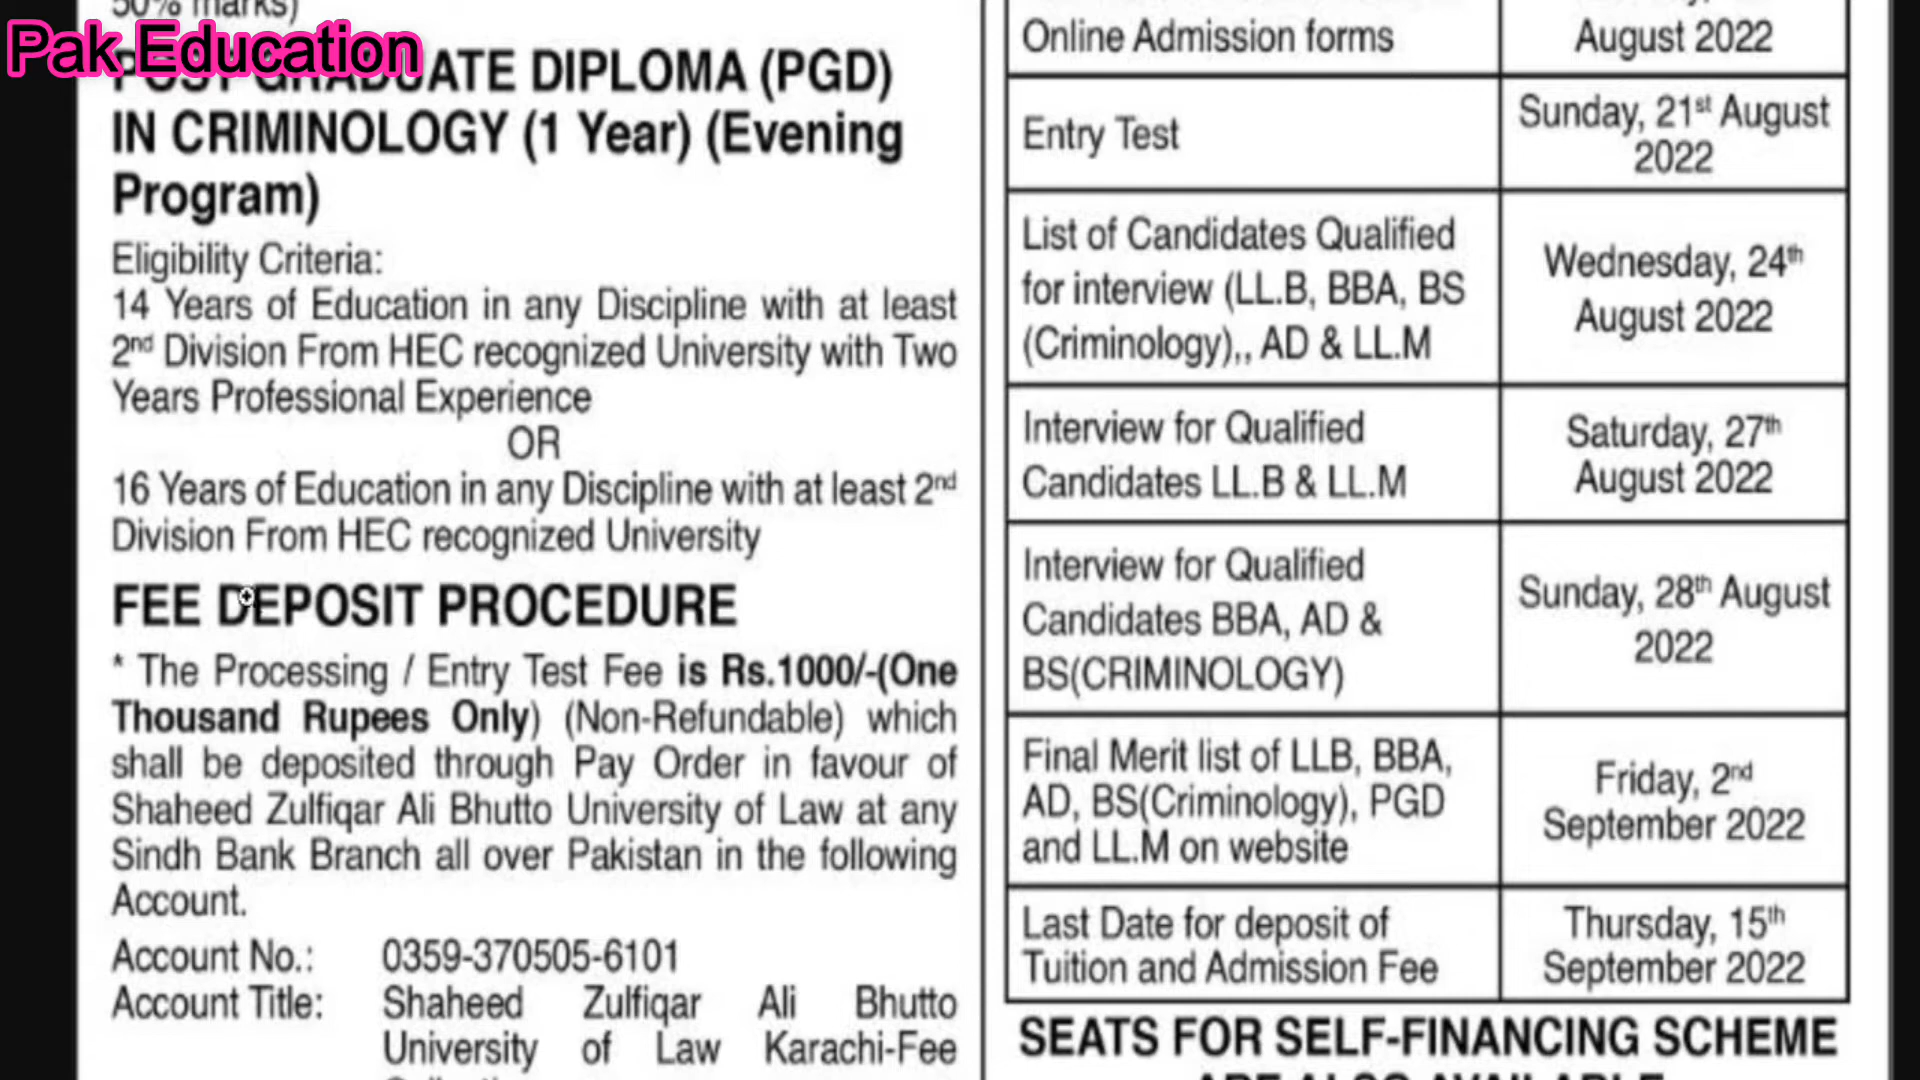 50% marks)
Pak Education
POST GRADUATE DIPLOMA (PGD)
IN CRIMINOLOGY (1 Year) (Evening
Program)
Eligibility Criteria:
14 Years of Education in any Discipline with at least
2nd Division From HEC recognized University with Two
Years Professional Experience
OR
16 Years of Education in any Discipline with at least 2nd
Division From HEC recognized University
FEE DEPOSIT PROCEDURE
* The Processing / Entry Test Fee is Rs.1000/-(One
Thousand Rupees Only) (Non-Refundable) which
shall be deposited through Pay Order in favour of
Shaheed Zulfiqar Ali Bhutto University of Law at any
Sindh Bank Branch all over Pakistan in the following
Account.
Account No.: 0359-370505-6101
Account Title: Shaheed Zulfiqar Ali Bhutto
University of Law Karachi-Fee
Online Admission forms
August 2022
Entry Test
Sunday, 21st August
2022
List of Candidates Qualified
for interview (LL.B, BBA, BS
(Criminology),, AD & LL.M
Wednesday, 24th
August 2022
Interview for Qualified
Candidates LL.B & LL.M
Saturday, 27th
August 2022
Interview for Qualified
Candidates BBA, AD &
BS(CRIMINOLOGY)
Sunday, 28th August
2022
Final Merit list of LLB, BBA,
AD, BS(Criminology), PGD
and LL.M on website
Friday, 2nd
September 2022
Last Date for deposit of
Tuition and Admission Fee
Thursday, 15th
September 2022
SEATS FOR SELF-FINANCING SCHEME
ARE ALSO AVAILABLE